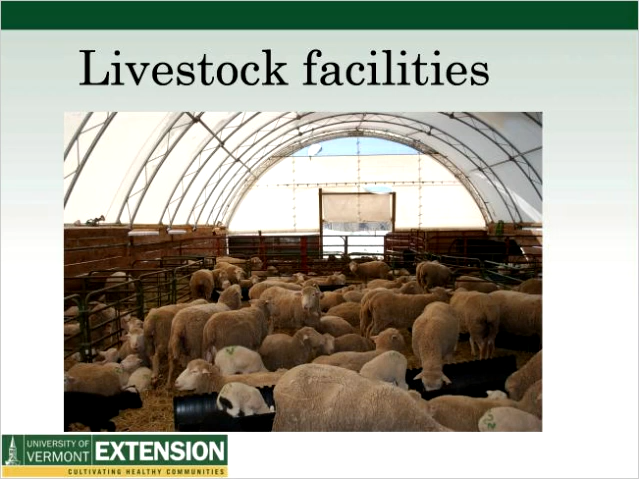 Livestock facilities
UNIVERSITY OF
VERMONT
EXTENSION
CULTIVATING HEALTHY COMMUNITIES